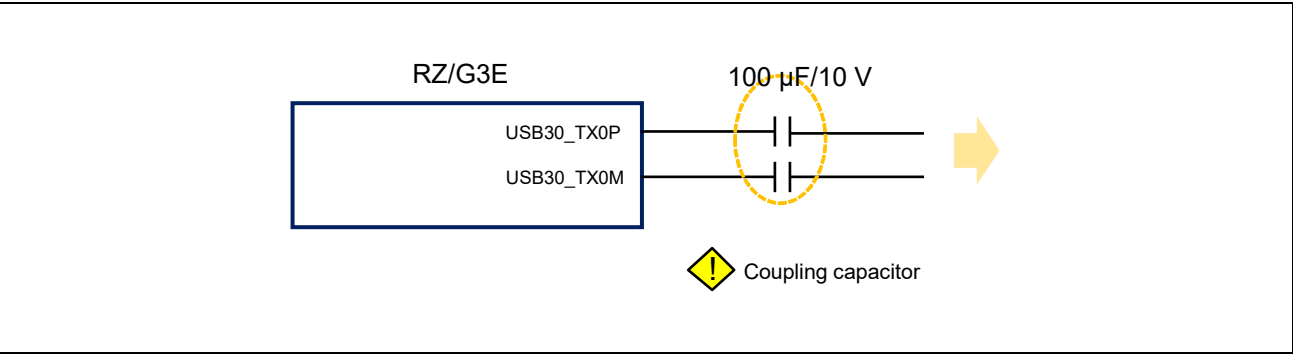 RZ/G3E
100 μF/10 V
USB30_TX0P
USB30_TX0M
!
Coupling capacitor